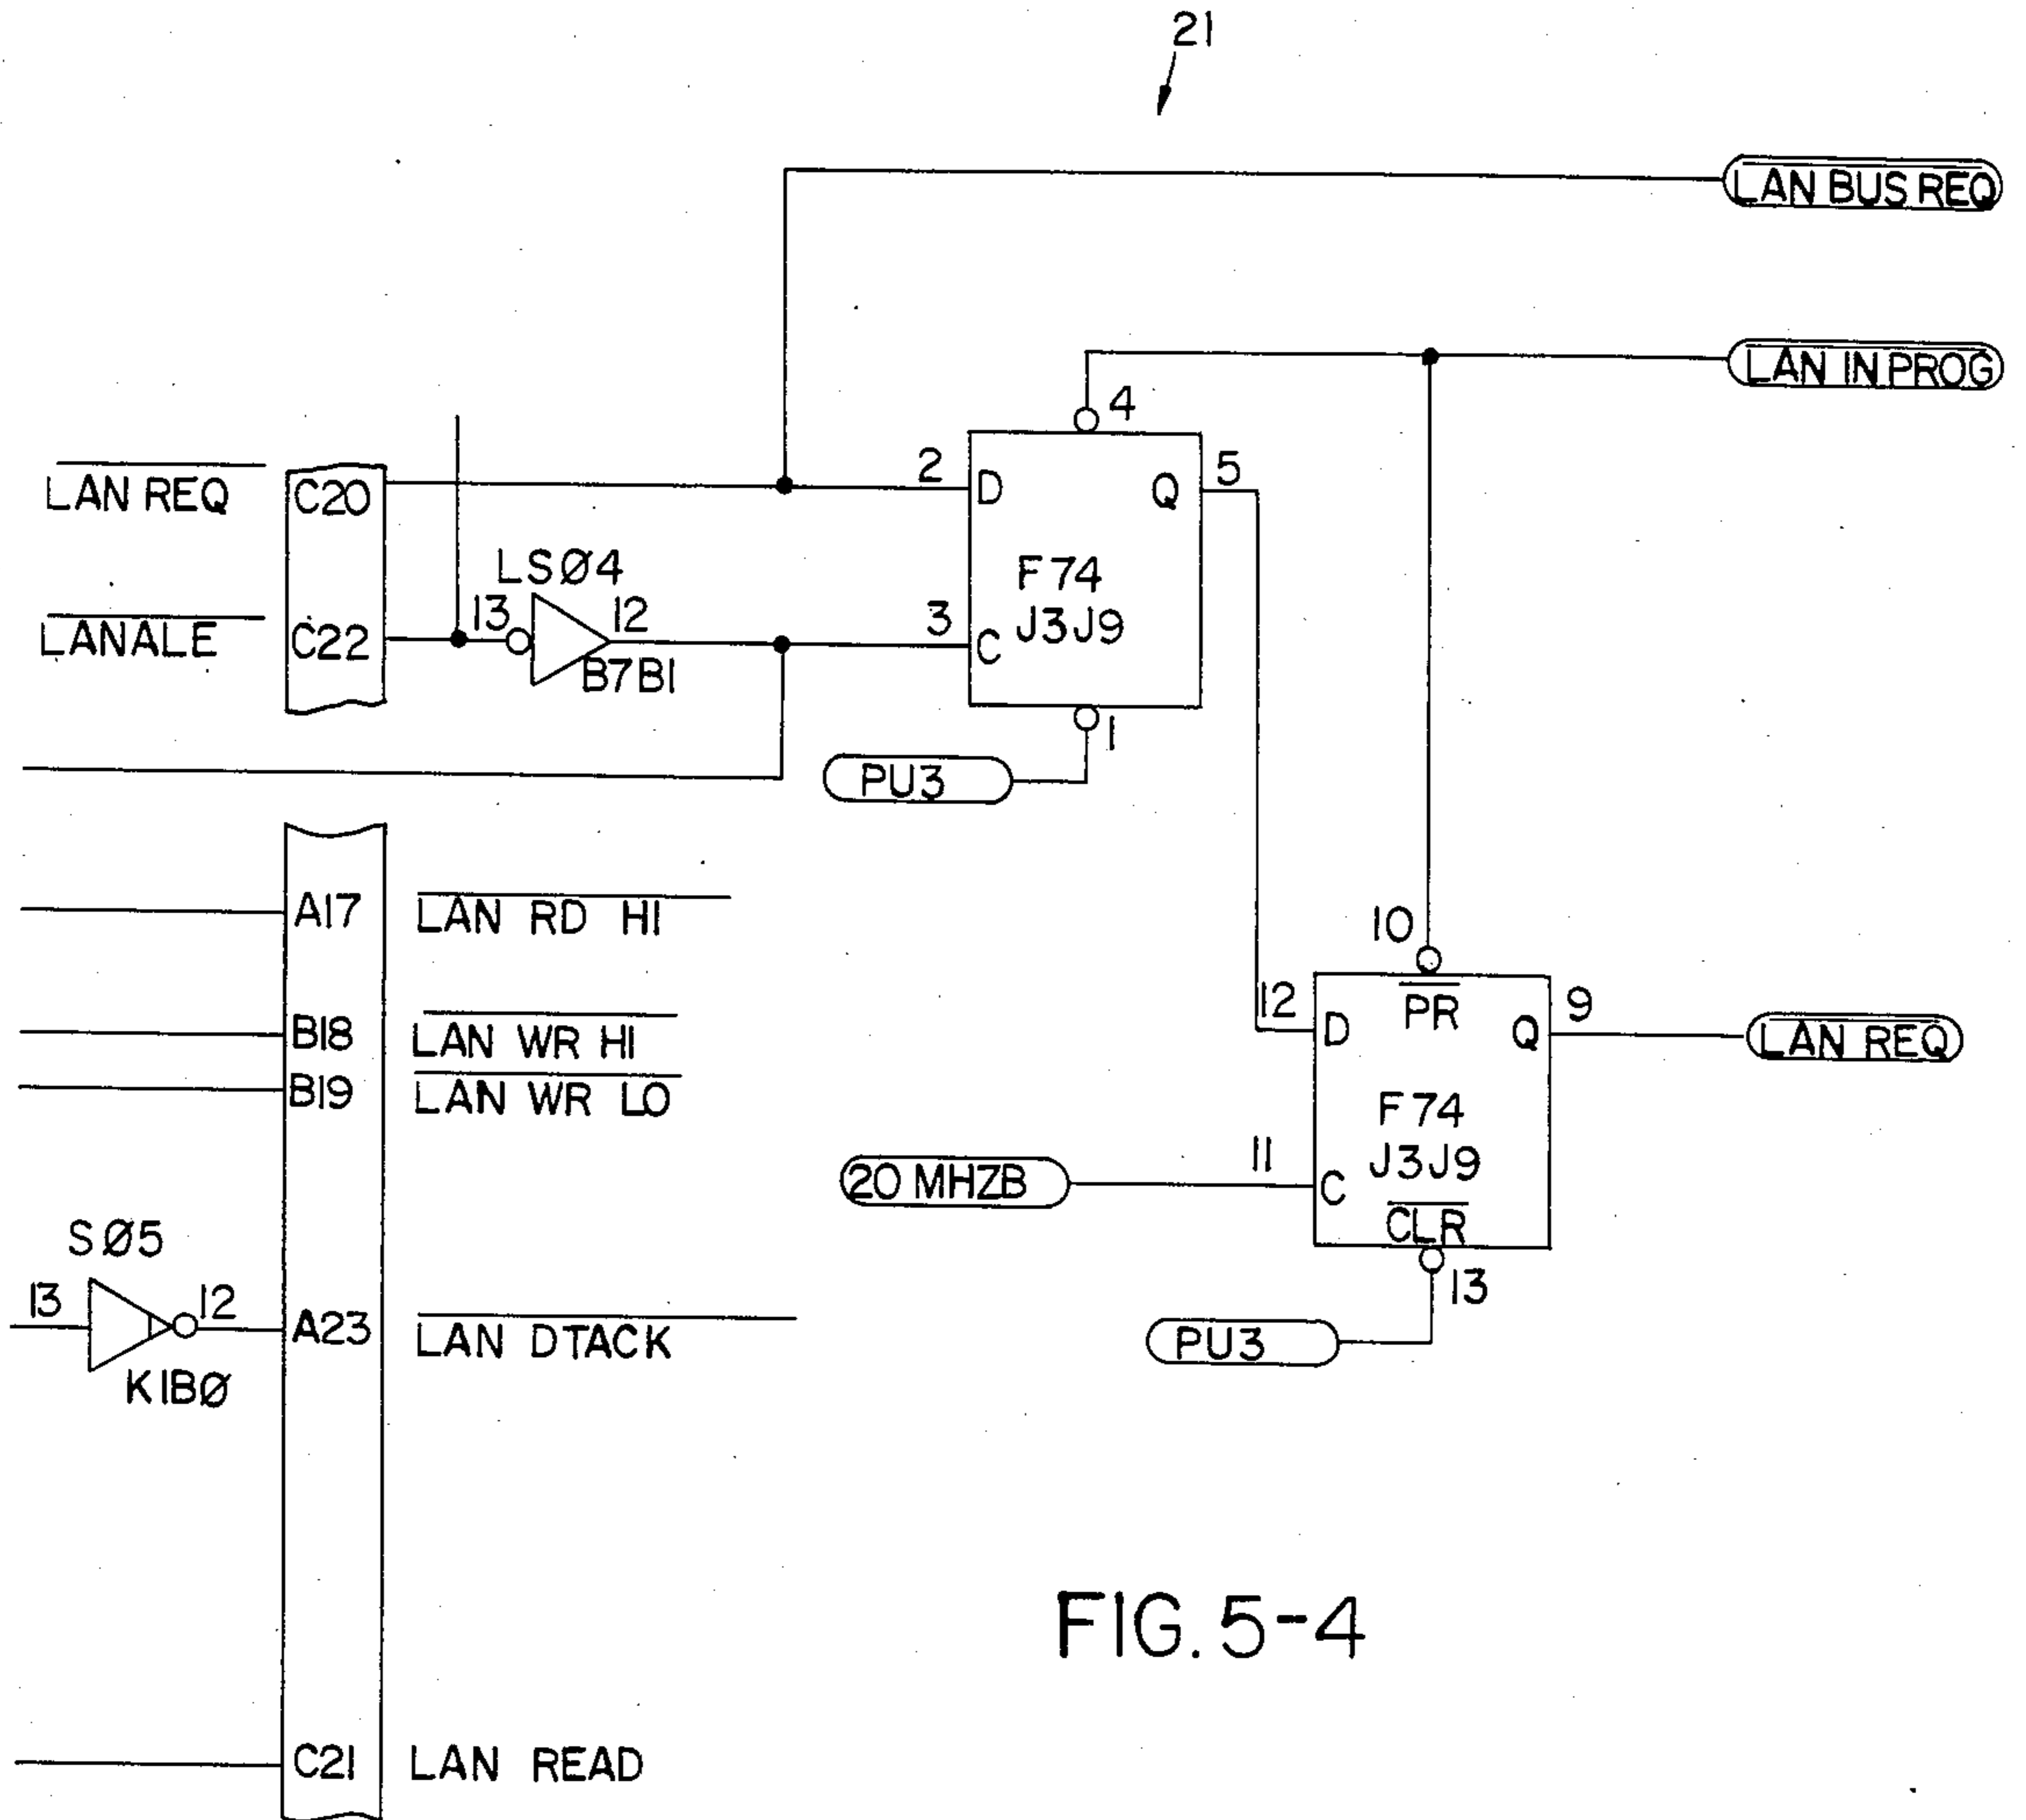 21
LAN BUS REQ
LAN IN PROG
4
LAN REQ
C20
2
D
Q
5
LSØ4
F74
J3J9
LANALE
C22
13
12
B7B1
3
C
1
PU3
A17
LAN RD HI
10
B18
LAN WR HI
12
D
PR
Q
9
LAN REQ
B19
LAN WR LO
F74
J3J9
20 MHZB
11
C
CLR
13
SØ5
13
12
A23
LAN DTACK
K1BØ
PU3
FIG. 5-4
C21
LAN READ